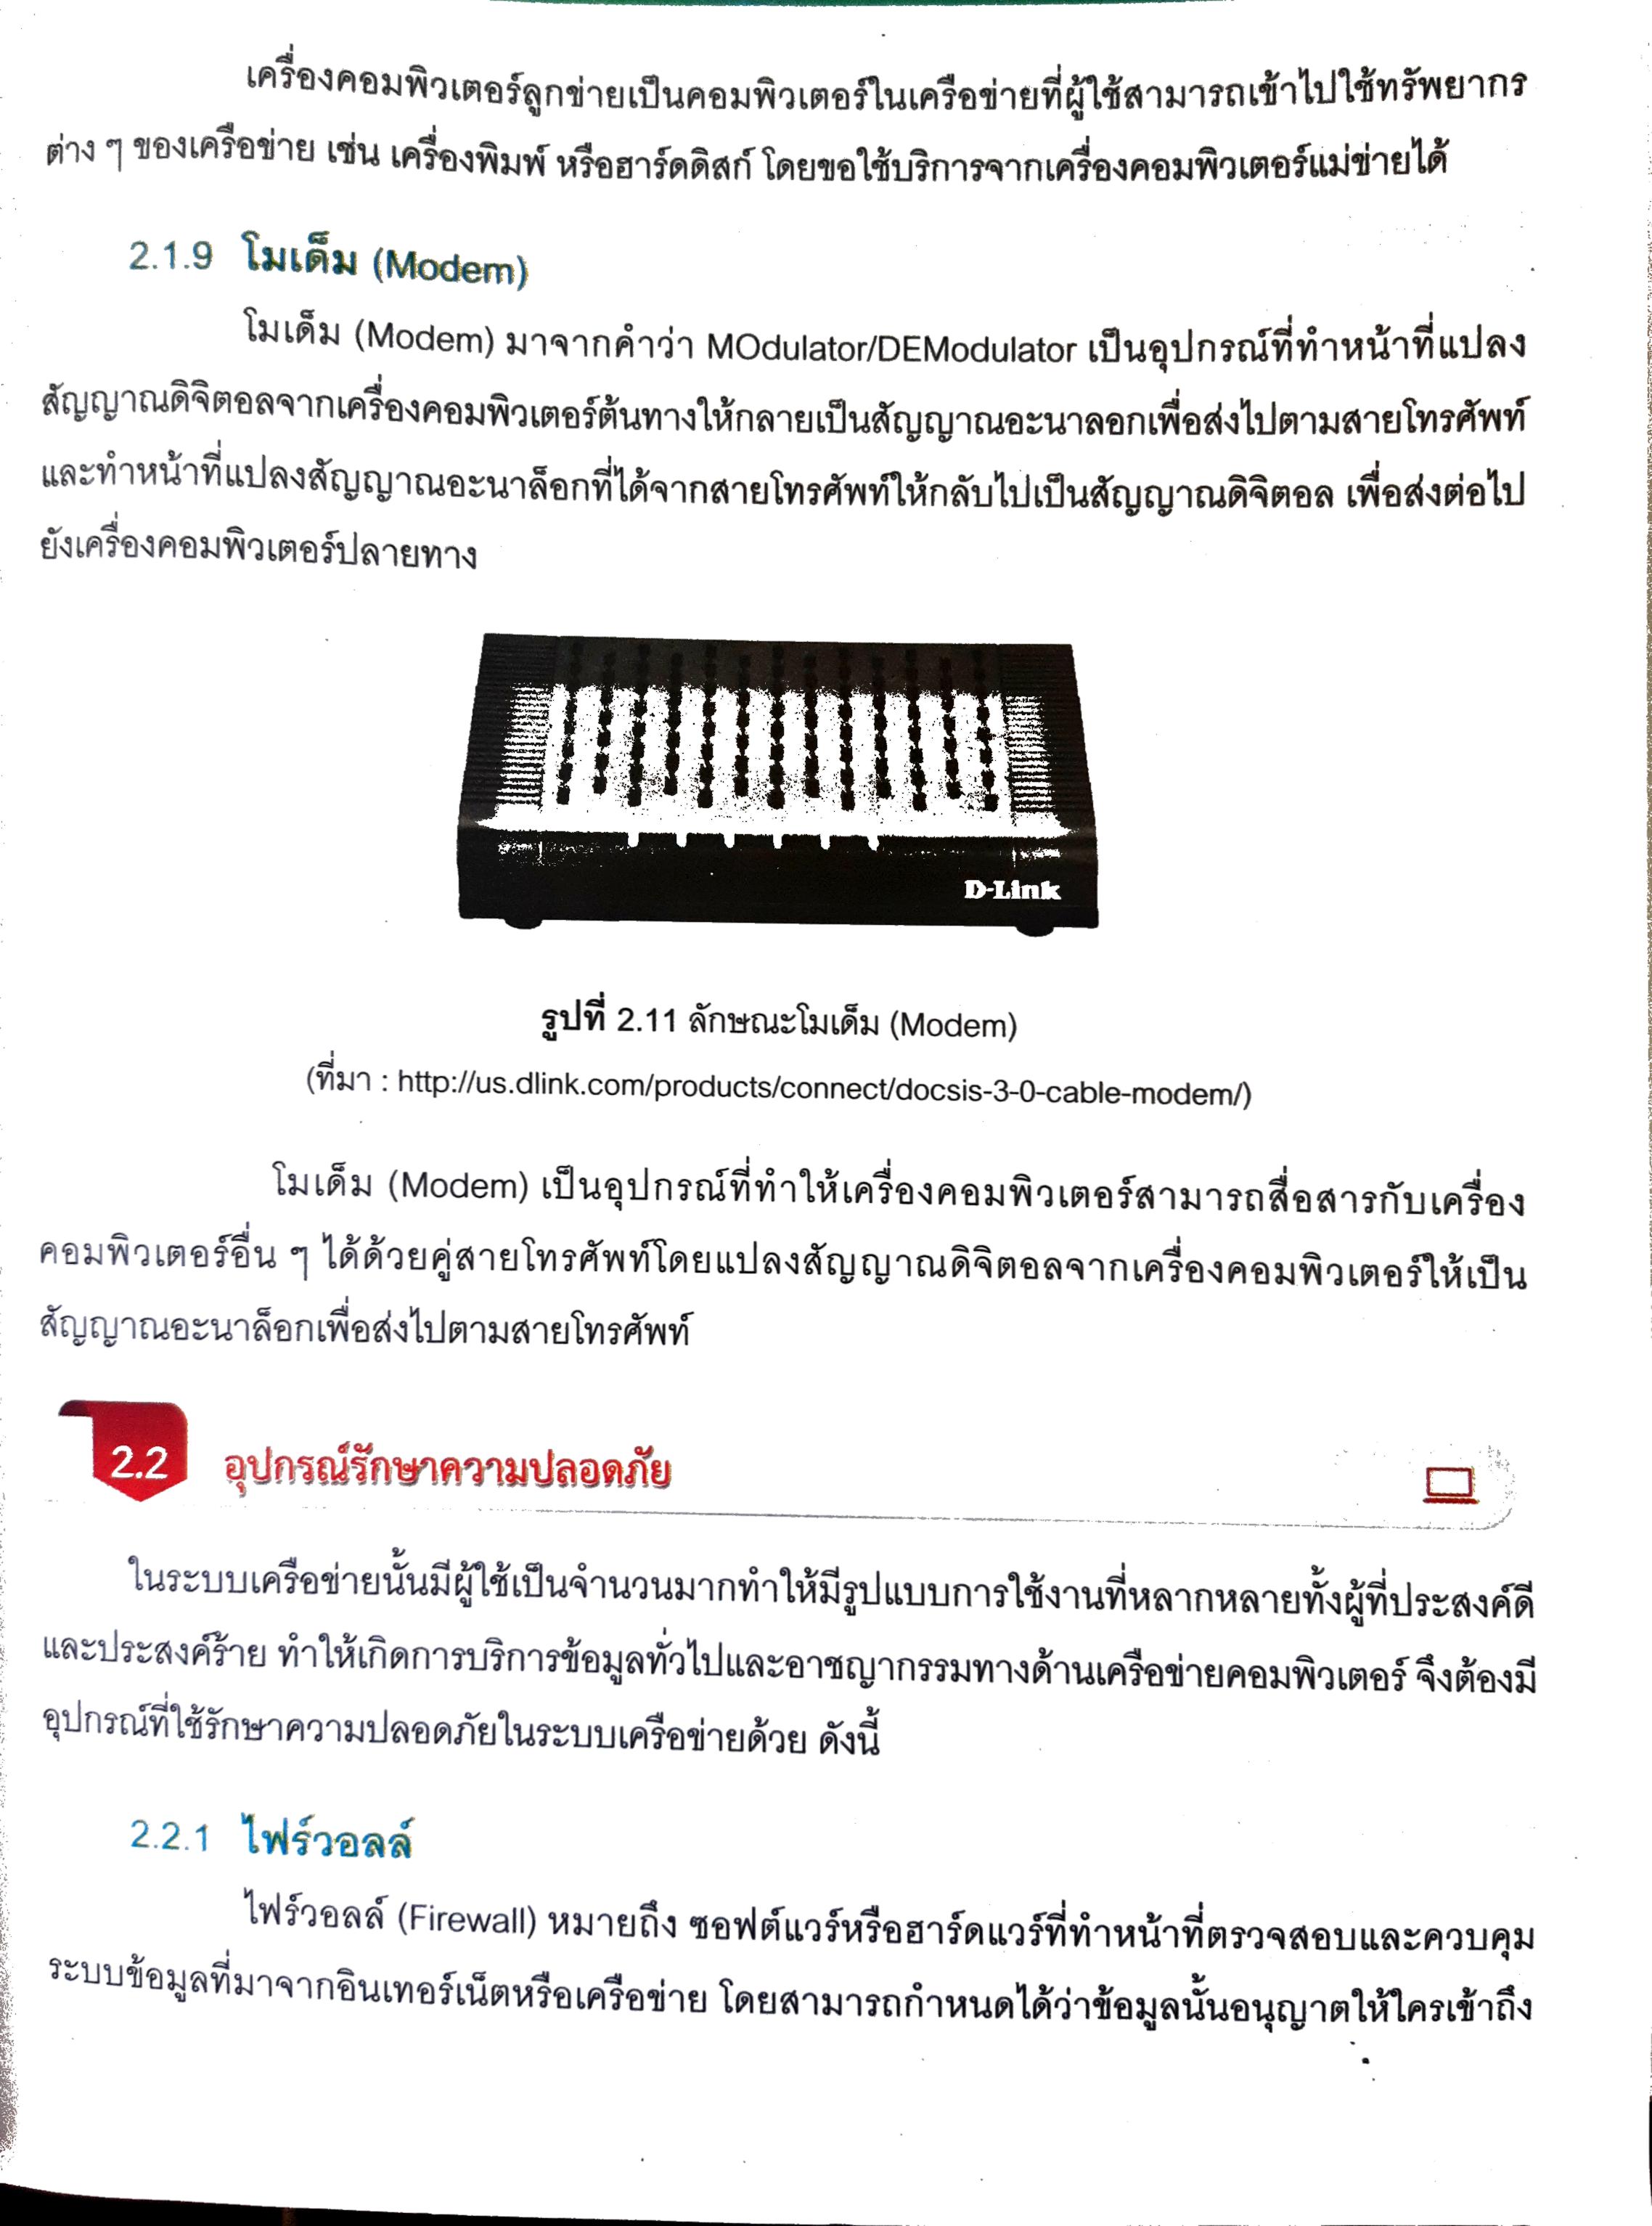 เครื่องคอมพิวเตอร์ลูกข่ายเป็นคอมพิวเตอร์ในเครือข่ายที่ผู้ใช้สามารถเข้าไปใช้ทรัพยากร
ต่าง ๆ ของเครือข่าย เช่น เครื่องพิมพ์ หรือฮาร์ดดิสก์ โดยขอใช้บริการจากเครื่องคอมพิวเตอร์แม่ข่ายได้
2.1.9 โมเด็ม (Modem)
โมเด็ม (Modem) มาจากคำว่า MOdulator/DEModulator เป็นอุปกรณ์ที่ทำหน้าที่แปลง
สัญญาณดิจิตอลจากเครื่องคอมพิวเตอร์ต้นทางให้กลายเป็นสัญญาณอะนาลอกเพื่อส่งไปตามสายโทรศัพท์
และทำหน้าที่แปลงสัญญาณอะนาล็อกที่ได้จากสายโทรศัพท์ให้กลับไปเป็นสัญญาณดิจิตอล เพื่อส่งต่อไป
ยังเครื่องคอมพิวเตอร์ปลายทาง
D-Link
รูปที่ 2.11 ลักษณะโมเด็ม (Modem)
(ที่มา : http://us.dlink.com/products/connect/docsis-3-0-cable-modem/)
โมเด็ม (Modem) เป็นอุปกรณ์ที่ทำให้เครื่องคอมพิวเตอร์สามารถสื่อสารกับเครื่อง
คอมพิวเตอร์อื่น ๆ ได้ด้วยคู่สายโทรศัพท์โดยแปลงสัญญาณดิจิตอลจากเครื่องคอมพิวเตอร์ให้เป็น
สัญญาณอะนาล็อกเพื่อส่งไปตามสายโทรศัพท์
2.2 อุปกรณ์รักษาความปลอดภัย
ในระบบเครือข่ายนั้นมีผู้ใช้เป็นจำนวนมากทำให้มีรูปแบบการใช้งานที่หลากหลายทั้งผู้ที่ประสงค์ดี
และประสงค์ร้าย ทำให้เกิดการบริการข้อมูลทั่วไปและอาชญากรรมทางด้านเครือข่ายคอมพิวเตอร์ จึงต้องมี
อุปกรณ์ที่ใช้รักษาความปลอดภัยในระบบเครือข่ายด้วย ดังนี้
2.2.1 ไฟร์วอลล์
ไฟร์วอลล์ (Firewall) หมายถึง ซอฟต์แวร์หรือฮาร์ดแวร์ที่ทำหน้าที่ตรวจสอบและควบคุม
ระบบข้อมูลที่มาจากอินเทอร์เน็ตหรือเครือข่าย โดยสามารถกำหนดได้ว่าข้อมูลนั้นอนุญาตให้ใครเข้าถึง